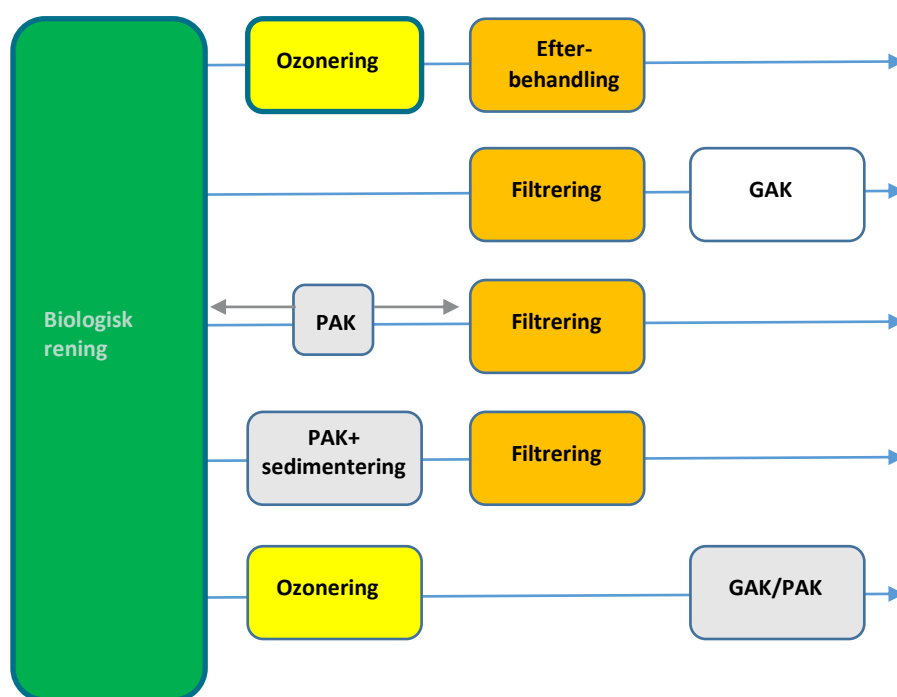 Ozonering
Efter-
behandling
Filtrering
GAK
Biologisk
rening
PAK
Filtrering
PAK+
sedimentering
Filtrering
Ozonering
GAK/PAK